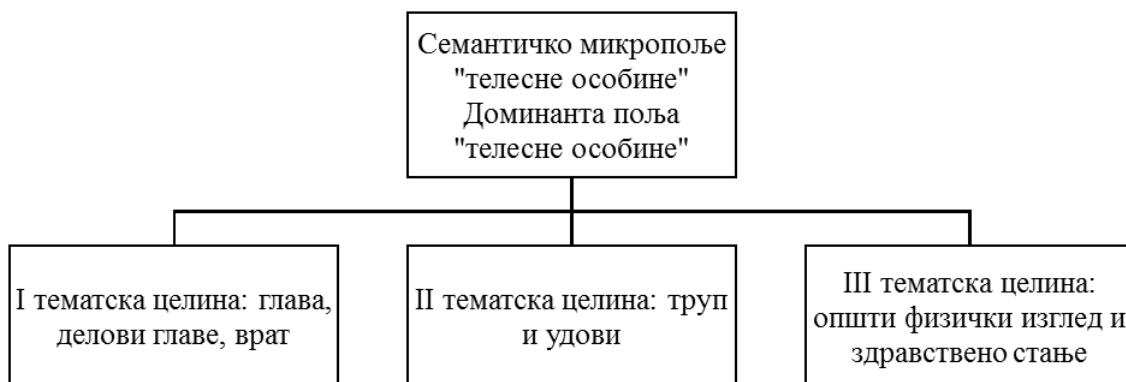 Семантичко микропоље
"телесне особине"
Доминанта поља
"телесне особине"
I тематска целина: глава,
делови главе, врат
II тематска целина: труп
и удови
III тематска целина:
општи физички изглед и
здравствено стање